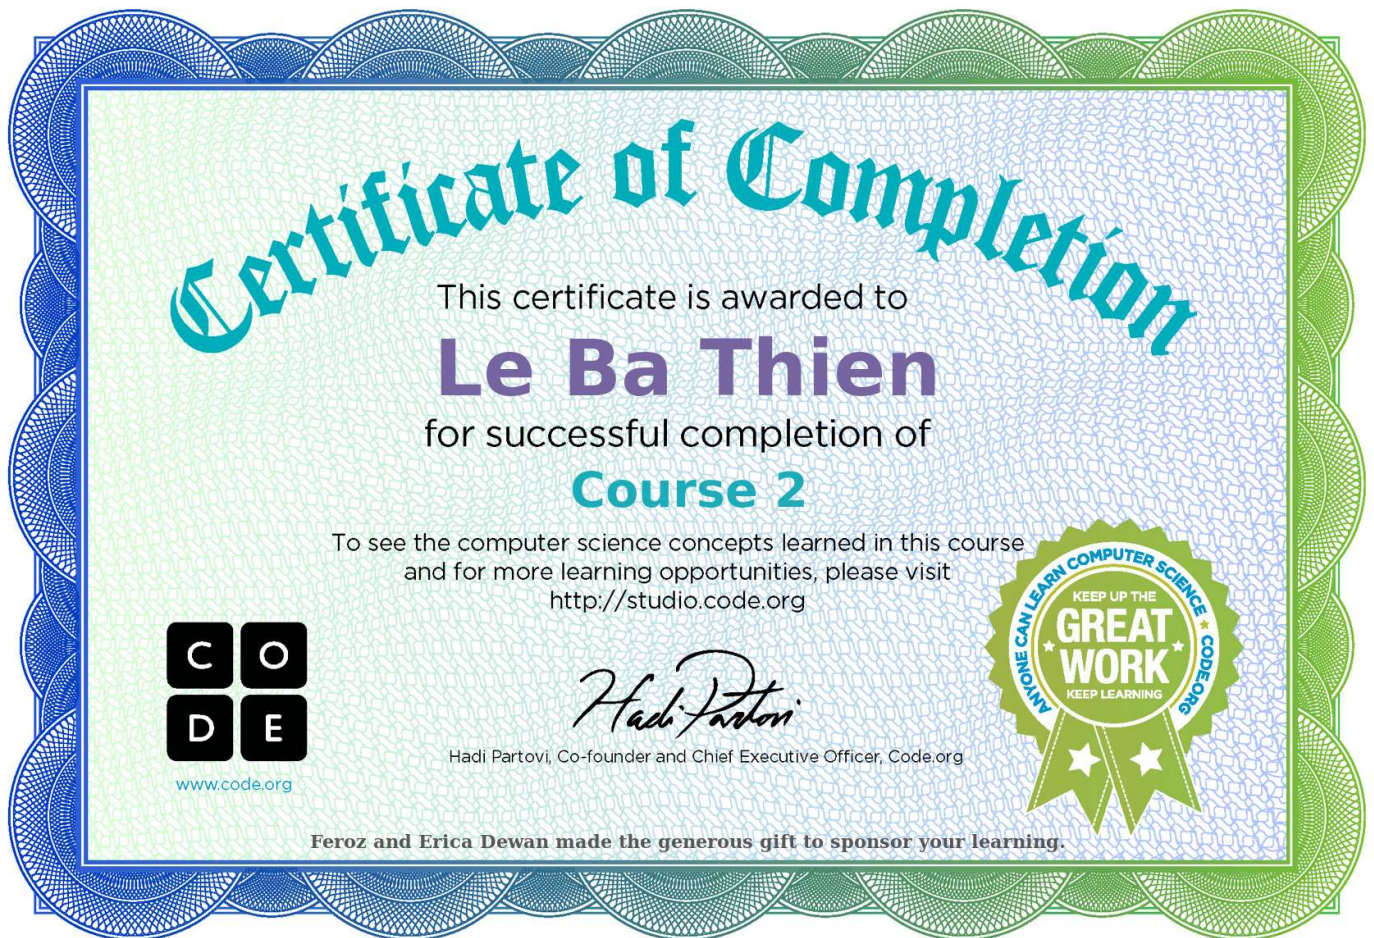 Certificate of Completion
This certificate is awarded to
Le Ba Thien
for successful completion of
Course 2
To see the computer science concepts learned in this course
and for more learning opportunities, please visit
http://studio.code.org
C O
D E
www.code.org
Hadi Partovi
Hadi Partovi, Co-founder and Chief Executive Officer, Code.org
ANYONE CAN LEARN COMPUTER SCIENCE ★ CODE.ORG
KEEP UP THE
GREAT
WORK
KEEP LEARNING
Feroz and Erica Dewan made the generous gift to sponsor your learning.